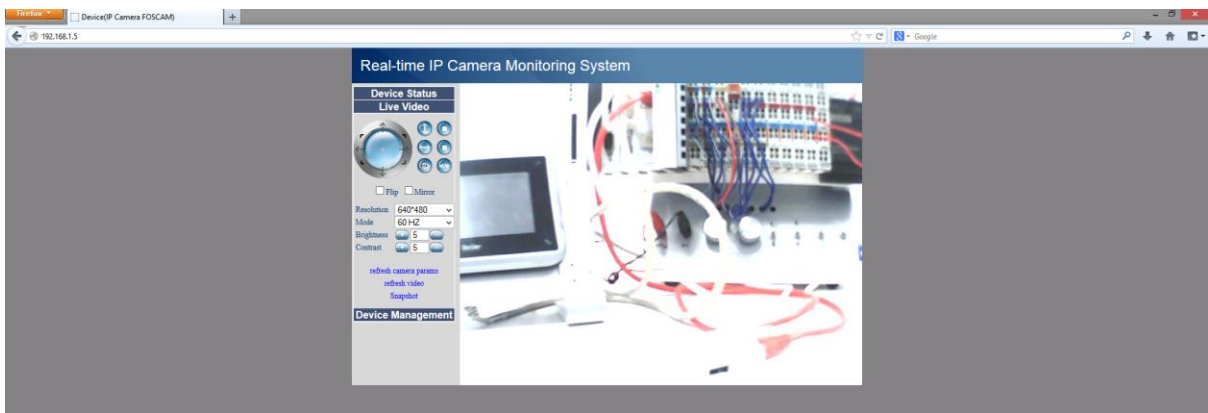 Firefox
Device(IP Camera FOSCAM)
192.168.1.5
Google
Real-time IP Camera Monitoring System
Device Status
Live Video
Flip Mirror
Resolution 640*480
Mode 60 HZ
Brightness 5
Contrast 5
refresh camera params
refresh video
Snapshot
Device Management